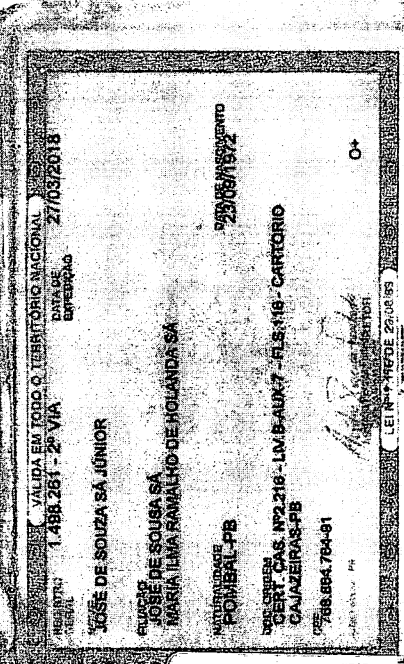 VÁLIDA EM TODO O TERRITÓRIO NACIONAL
REGISTRO GERAL 1.498.261 - 2ª VIA DATA DE EXPEDIÇÃO 27/03/2018
NOME
JOSÉ DE SOUZA SÁ JÚNIOR
FILIAÇÃO
JOSÉ DE SOUSA SÁ
MARIA ILMA RAMALHO DE HOLANDA SÁ
NATURALIDADE DATA DE NASCIMENTO
POMBAL-PB 23/09/1972
DOC. ORIGEM
CERT. CAS. Nº2.216 - LIV.B-AUX-7 - FLS.116 - CARTÓRIO
CAJAZEIRAS-PB
CPF
768.684.764-91
O+
LEI Nº 7.116 DE 29/08/83